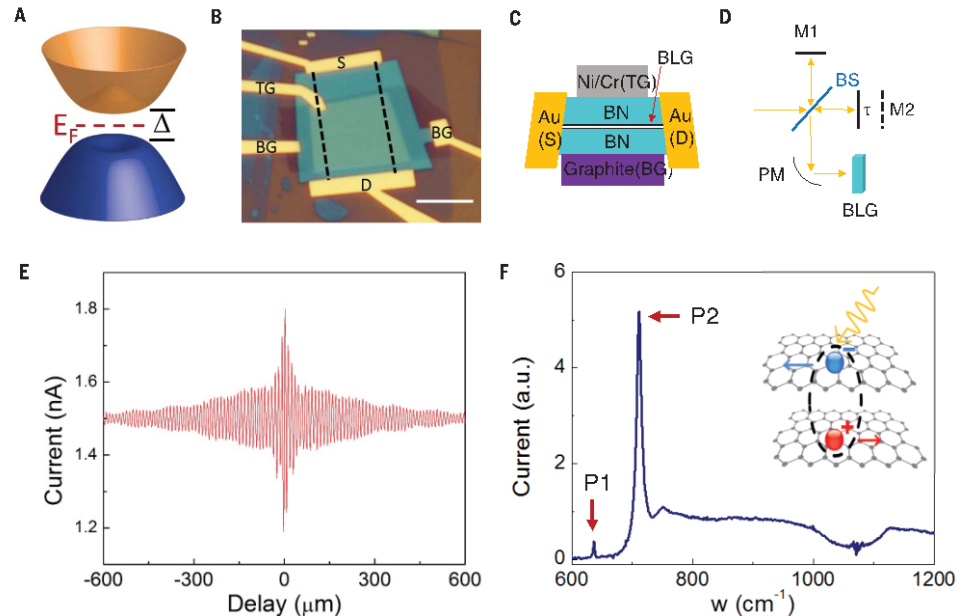 A
E_F
Δ
B
S
TG
BG
BG
D
C
BLG
Ni/Cr(TG)
Au
(S)
BN
BN
Au
(D)
Graphite(BG)
D
M1
BS
τ
M2
PM
BLG
E
Current (nA)
1.8
1.6
1.4
1.2
-600
-300
0
300
600
Delay (μm)
F
Current (a.u.)
6
4
2
0
P2
P1
-
+
600
800
1000
1200
w (cm⁻¹)